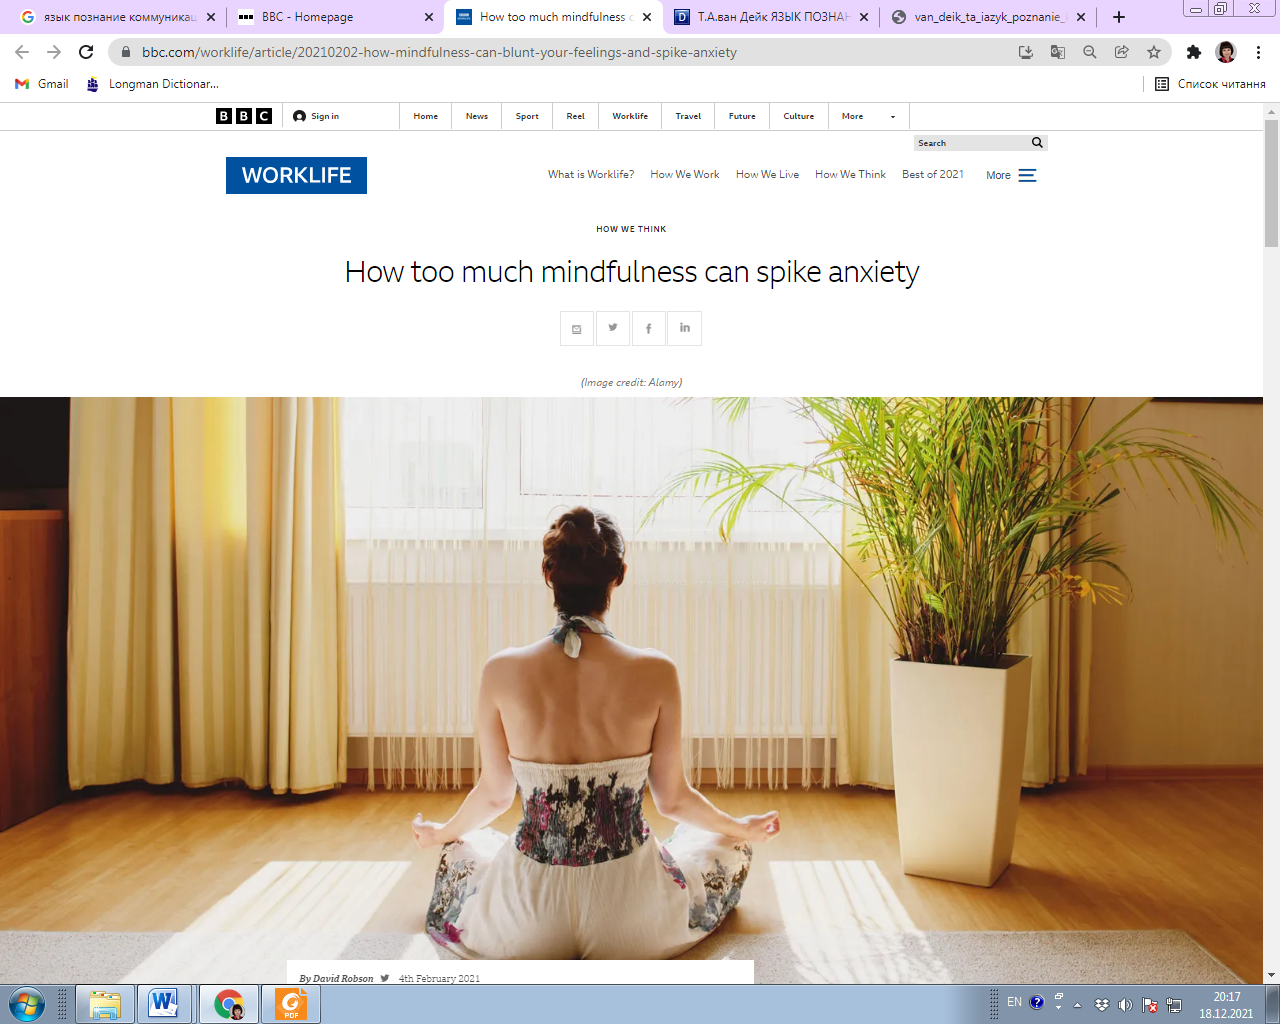 язык познание коммуникац
BBC - Homepage
How too much mindfulness c
Т.А.ван Дейк ЯЗЫК ПОЗНАН
van_deik_ta_iazyk_poznanie_
bbc.com/worklife/article/20210202-how-mindfulness-can-blunt-your-feelings-and-spike-anxiety
Gmail
Longman Dictionar...
Список читання
BBC
Sign in
Home
News
Sport
Reel
Worklife
Travel
Future
Culture
More
Search
WORKLIFE
What is Worklife?
How We Work
How We Live
How We Think
Best of 2021
More
HOW WE THINK
How too much mindfulness can spike anxiety
(Image credit: Alamy)
By David Robson
4th February 2021
PDF
EN
20:17
18.12.2021